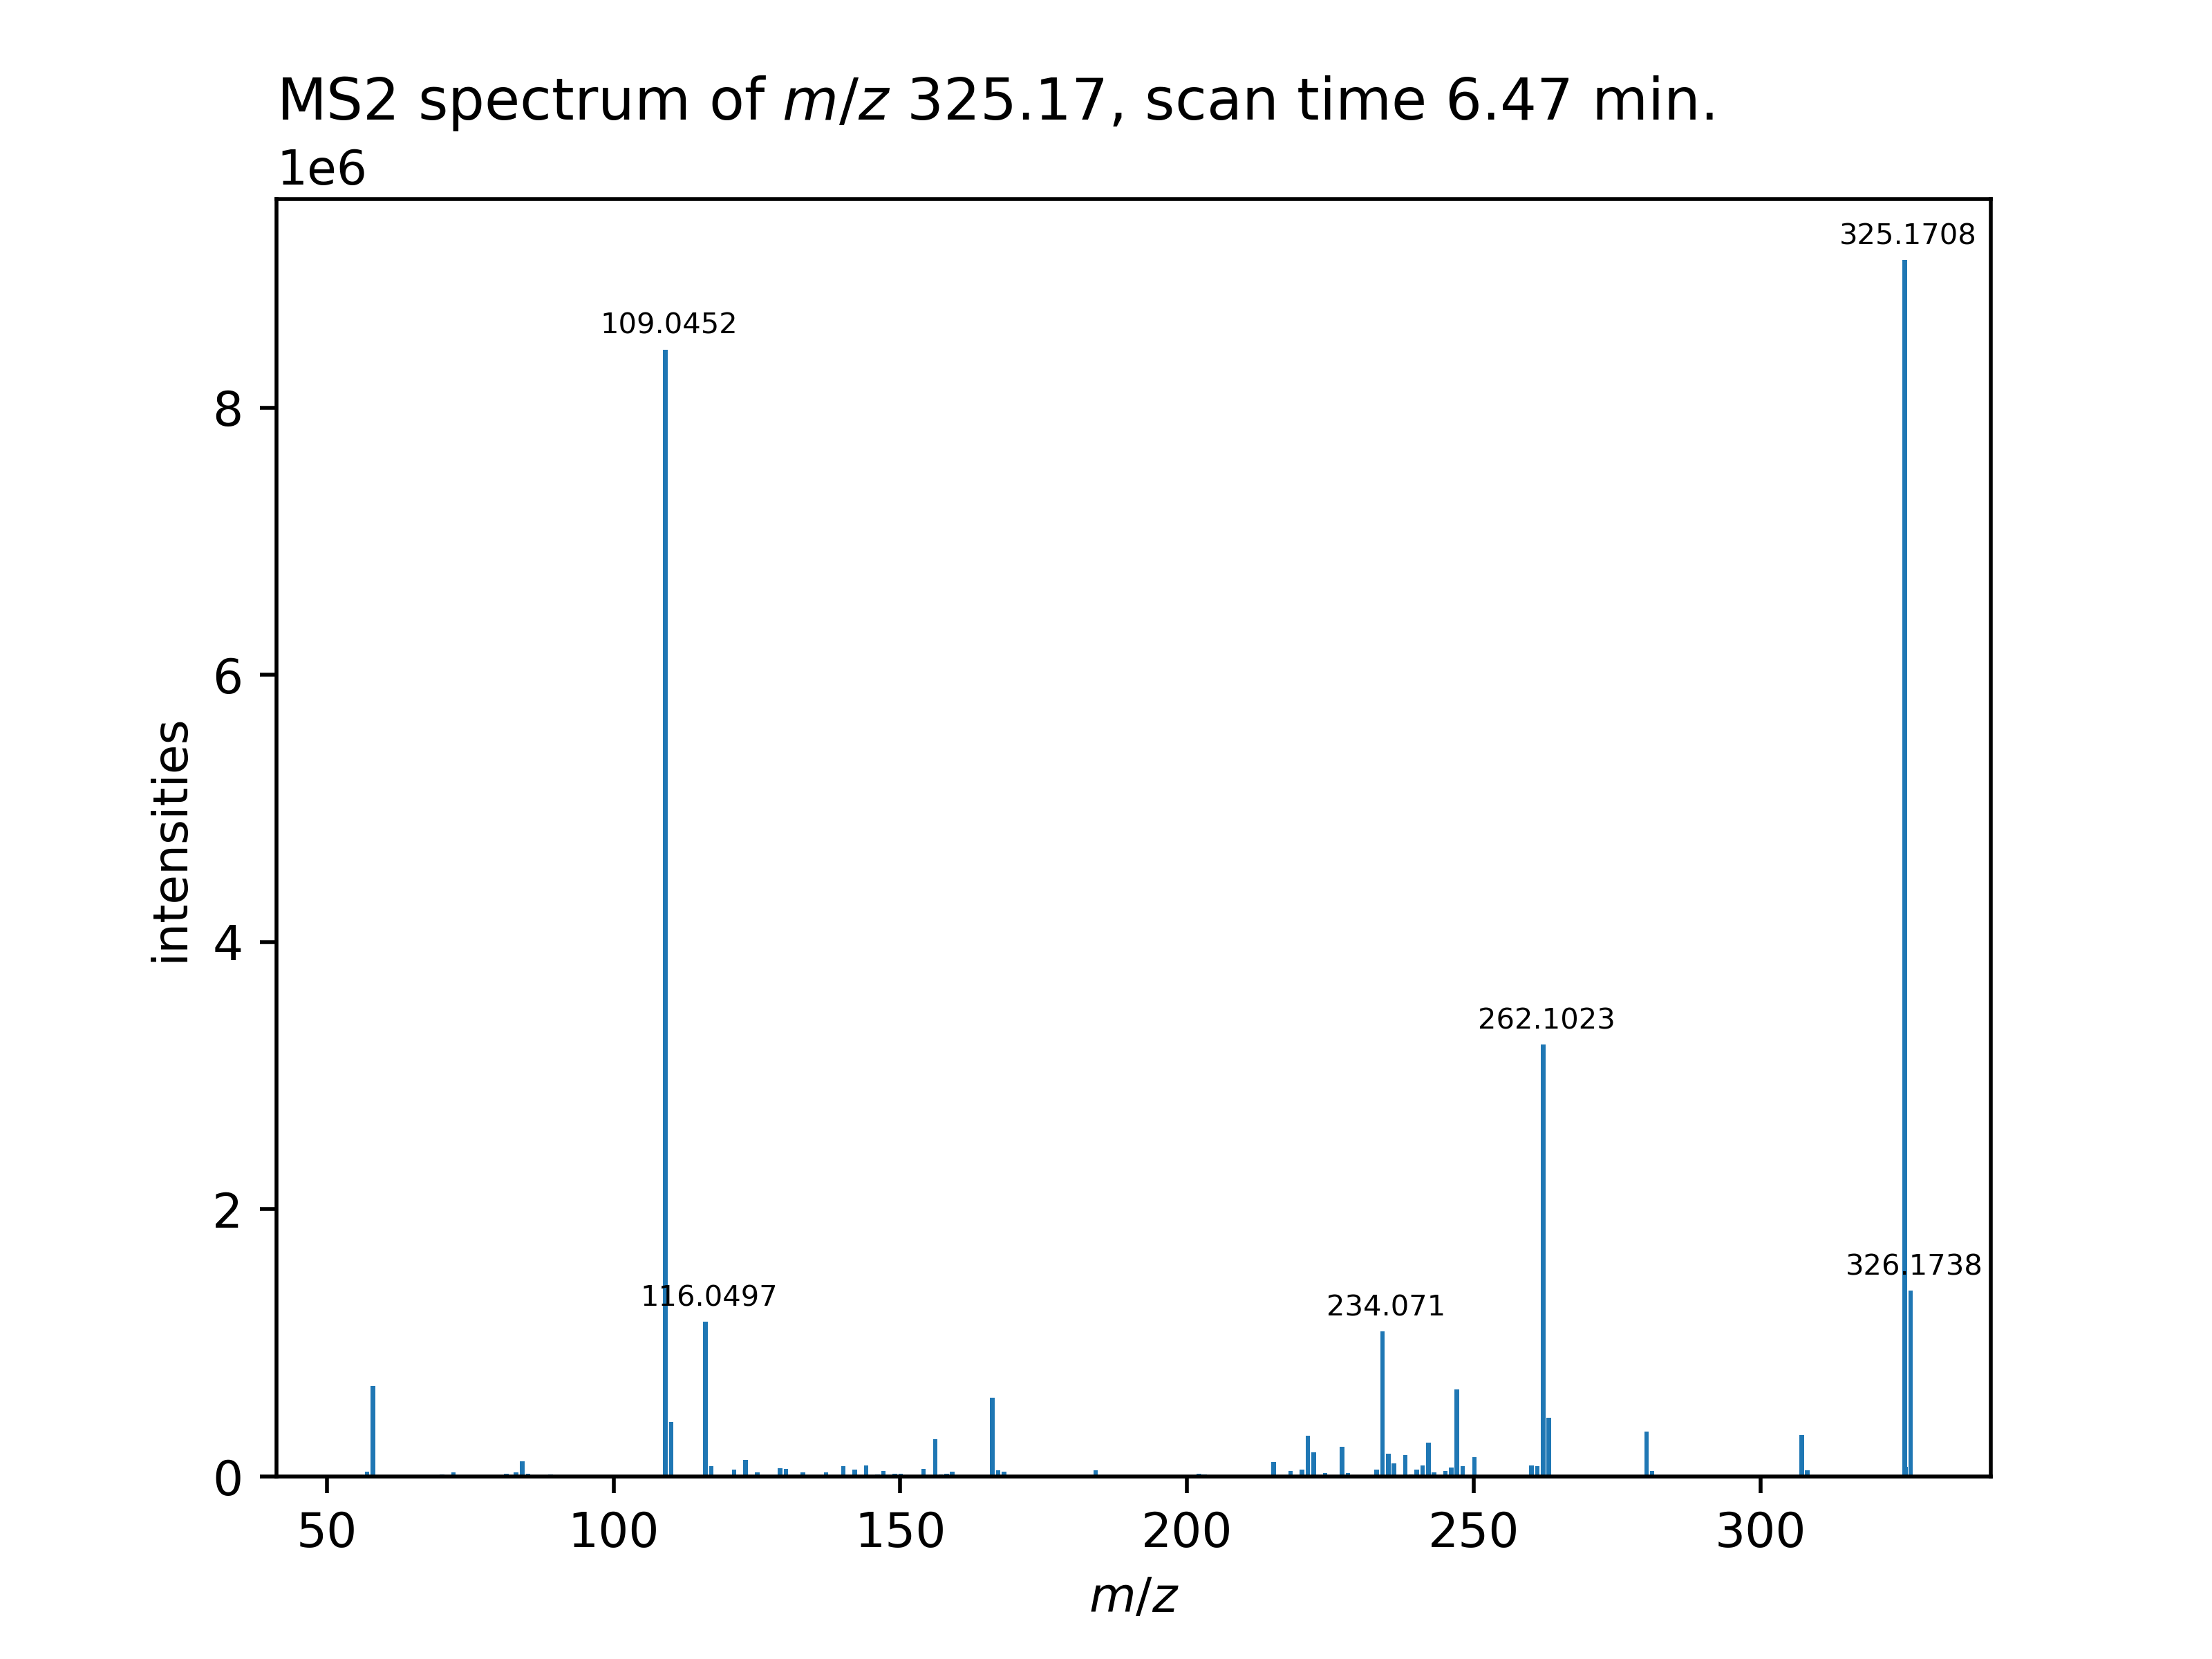 MS2 spectrum of m/z 325.17, scan time 6.47 min.
1e6
325.1708
109.0452
8
6
intensities
4
262.1023
326.1738
116.0497
234.071
2
0
50 100 150 200 250 300
m/z